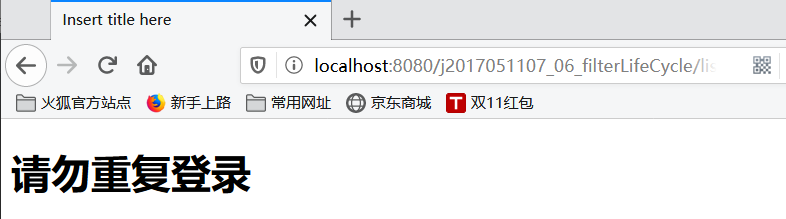 Insert title here
localhost:8080/j2017051107_06_filterLifeCycle/lis
火狐官方站点 新手上路 常用网址 京东商城 T 双11红包
请勿重复登录